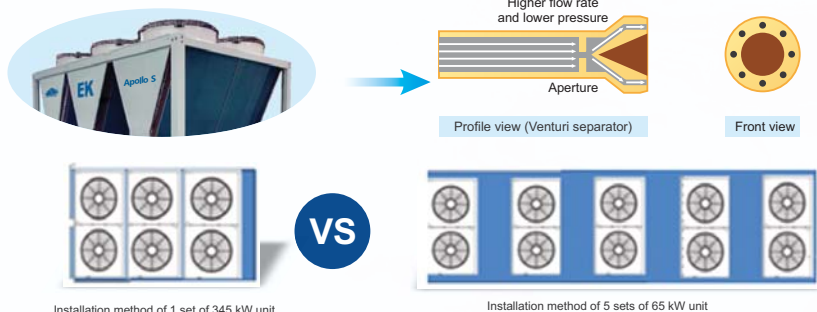 Higher flow rate
and lower pressure
EK
Apollo S
Aperture
Profile view (Venturi separator)
Front view
VS
Installation method of 1 set of 345 kW unit
Installation method of 5 sets of 65 kW unit